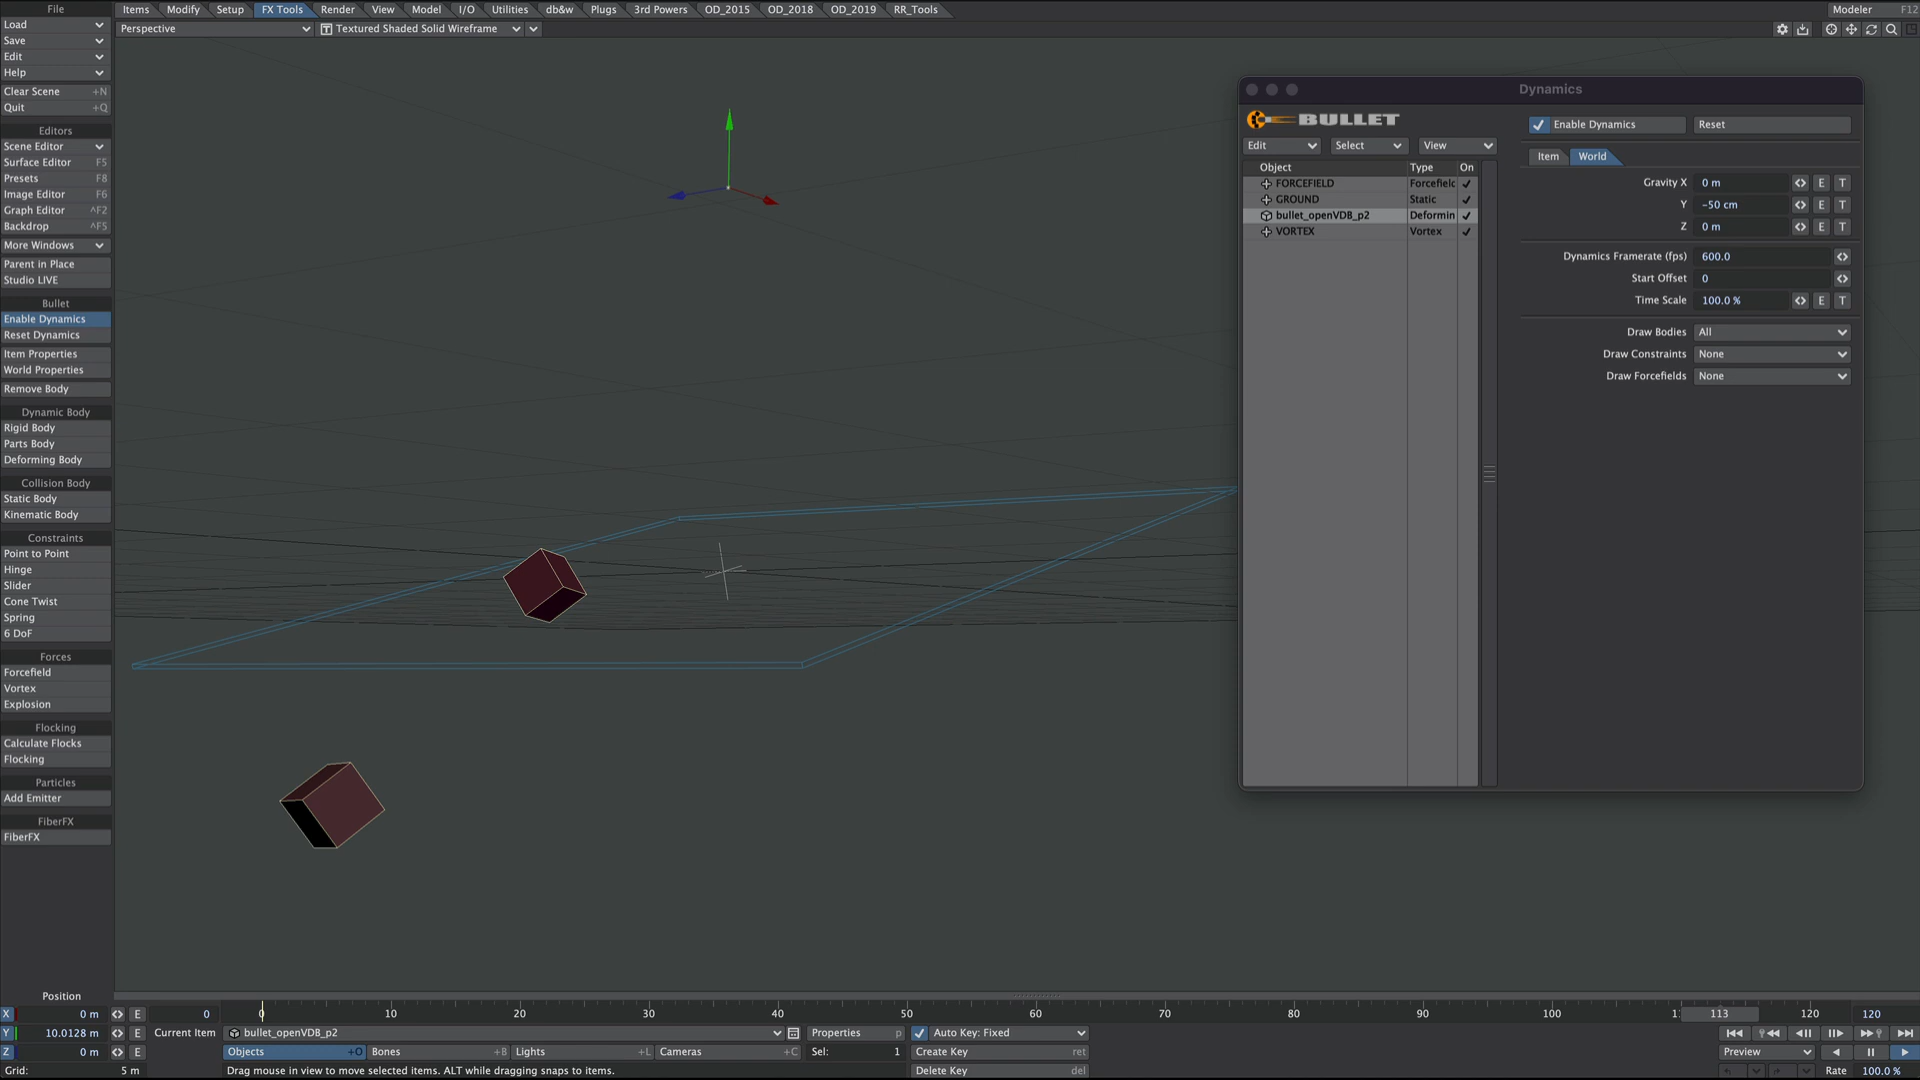 File
Items Modify Setup FX Tools Render View Model I/O Utilities db&w Plugs 3rd Powers OD_2015 OD_2018 OD_2019 RR_Tools
Modeler F12
Load
Perspective
Textured Shaded Solid Wireframe
Save
Edit
Help
Clear Scene +N
Quit +Q
Editors
Scene Editor
Surface Editor F5
Presets F8
Image Editor F6
Graph Editor ^F2
Backdrop ^F5
More Windows
Parent in Place
Studio LIVE
Bullet
Enable Dynamics
Reset Dynamics
Item Properties
World Properties
Remove Body
Dynamic Body
Rigid Body
Parts Body
Deforming Body
Collision Body
Static Body
Kinematic Body
Constraints
Point to Point
Hinge
Slider
Cone Twist
Spring
6 DoF
Forces
Forcefield
Vortex
Explosion
Flocking
Calculate Flocks
Flocking
Particles
Add Emitter
FiberFX
FiberFX
Dynamics
BULLET
Edit Select View
Object Type On
FORCEFIELD Forcefielc
GROUND Static
bullet_openVDB_p2 Deformin
VORTEX Vortex
Enable Dynamics Reset
Item World
Gravity X 0 m E T
Y -50 cm E T
Z 0 m E T
Dynamics Framerate (fps) 600.0
Start Offset 0
Time Scale 100.0 % E T
Draw Bodies All
Draw Constraints None
Draw Forcefields None
Position
X 0 m E 0
0 10 20 30 40 50 60 70 80 90 100 1: 113 120 120
Y 10.0128 m E Current Item bullet_openVDB_p2 Properties p Auto Key: Fixed
Z 0 m E Objects +O Bones +B Lights +L Cameras +C Sel: 1 Create Key ret Preview
Grid: 5 m Drag mouse in view to move selected items. ALT while dragging snaps to items. Delete Key del Rate 100.0 %